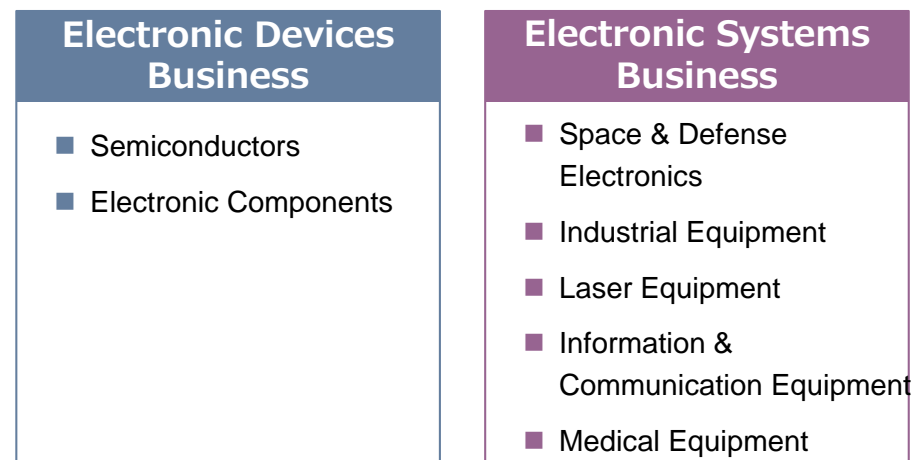 Electronic Devices
Business
Semiconductors
Electronic Components
Electronic Systems
Business
Space & Defense
Electronics
Industrial Equipment
Laser Equipment
Information &
Communication Equipment
Medical Equipment